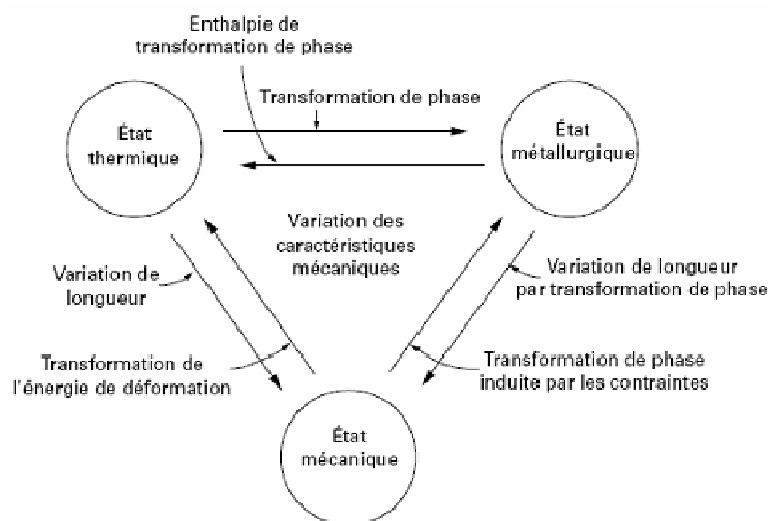 Enthalpie de
transformation de phase
Transformation de phase
État
thermique
État
métallurgique
Variation des
caractéristiques
mécaniques
Variation de
longueur
Variation de longueur
par transformation de phase
Transformation de
l'énergie de déformation
Transformation de phase
induite par les contraintes
État
mécanique